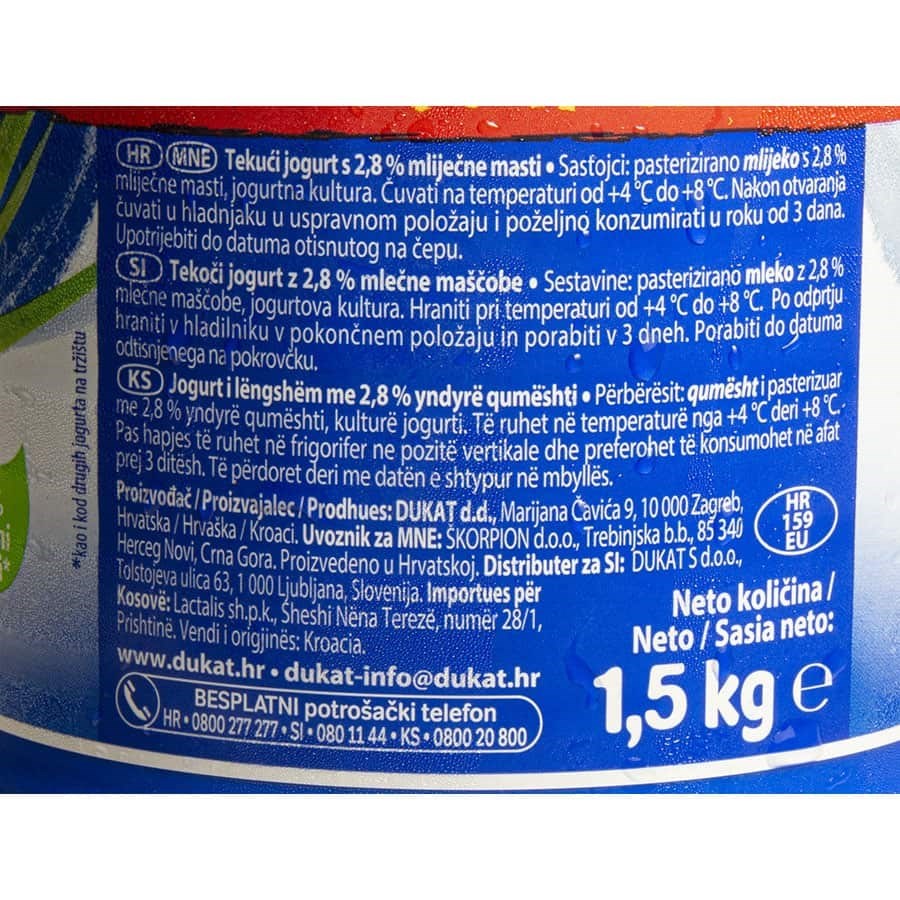 HR MNE Tekući jogurt s 2,8 % mliječne masti • Sastojci: pasterizirano mlijeko s 2,8 %
mliječne masti, jogurtna kultura. Čuvati na temperaturi od +4 °C do +8 °C. Nakon otvaranja
čuvati u hladnjaku u uspravnom položaju i poželjno konzumirati u roku od 3 dana.
Upotrijebiti do datuma otisnutog na čepu.
SI Tekoči jogurt z 2,8 % mlečne maščobe • Sestavine: pasterizirano mleko z 2,8 %
mlečne maščobe, jogurtova kultura. Hraniti pri temperaturi od +4 °C do +8 °C. Po odprtju
hraniti v hladilniku v pokončnem položaju in porabiti v 3 dneh. Porabiti do datuma
odtisnjenega na pokrovčku.
KS Jogurt i lëngshëm me 2,8 % yndyrë qumështi • Përbërësit: qumësht i pasterizuar
me 2,8 % yndyrë qumështi, kulturë jogurti. Të ruhet në temperaturë nga +4 °C deri +8 °C.
Pas hapjes të ruhet në frigorifer ne pozitë vertikale dhe preferohet të konsumohet në afat
prej 3 ditësh. Të përdoret deri me datën e shtypur në mbyllës.
Proizvođač / Proizvajalec / Prodhues: DUKAT d.d., Marijana Čavića 9, 10 000 Zagreb,
Hrvatska / Hrvaška / Kroaci. Uvoznik za MNE: ŠKORPION d.o.o., Trebinjska b.b., 85 340
Herceg Novi, Crna Gora. Proizvedeno u Hrvatskoj. Distributer za SI: DUKAT S d.o.o.,
Tolstojeva ulica 63, 1 000 Ljubljana, Slovenija. Importues për
Kosovë: Lactalis sh.p.k., Sheshi Nëna Terezë, numër 28/1,
Prishtinë. Vendi i origjinës: Kroacia.
www.dukat.hr • dukat-info@dukat.hr
BESPLATNI potrošački telefon
HR • 0800 277 277 • SI • 080 11 44 • KS • 0800 20 800
HR
159
EU
Neto količina /
Neto / Sasia neto:
1,5 kg e
**kao i kod drugih jogurta na tržištu